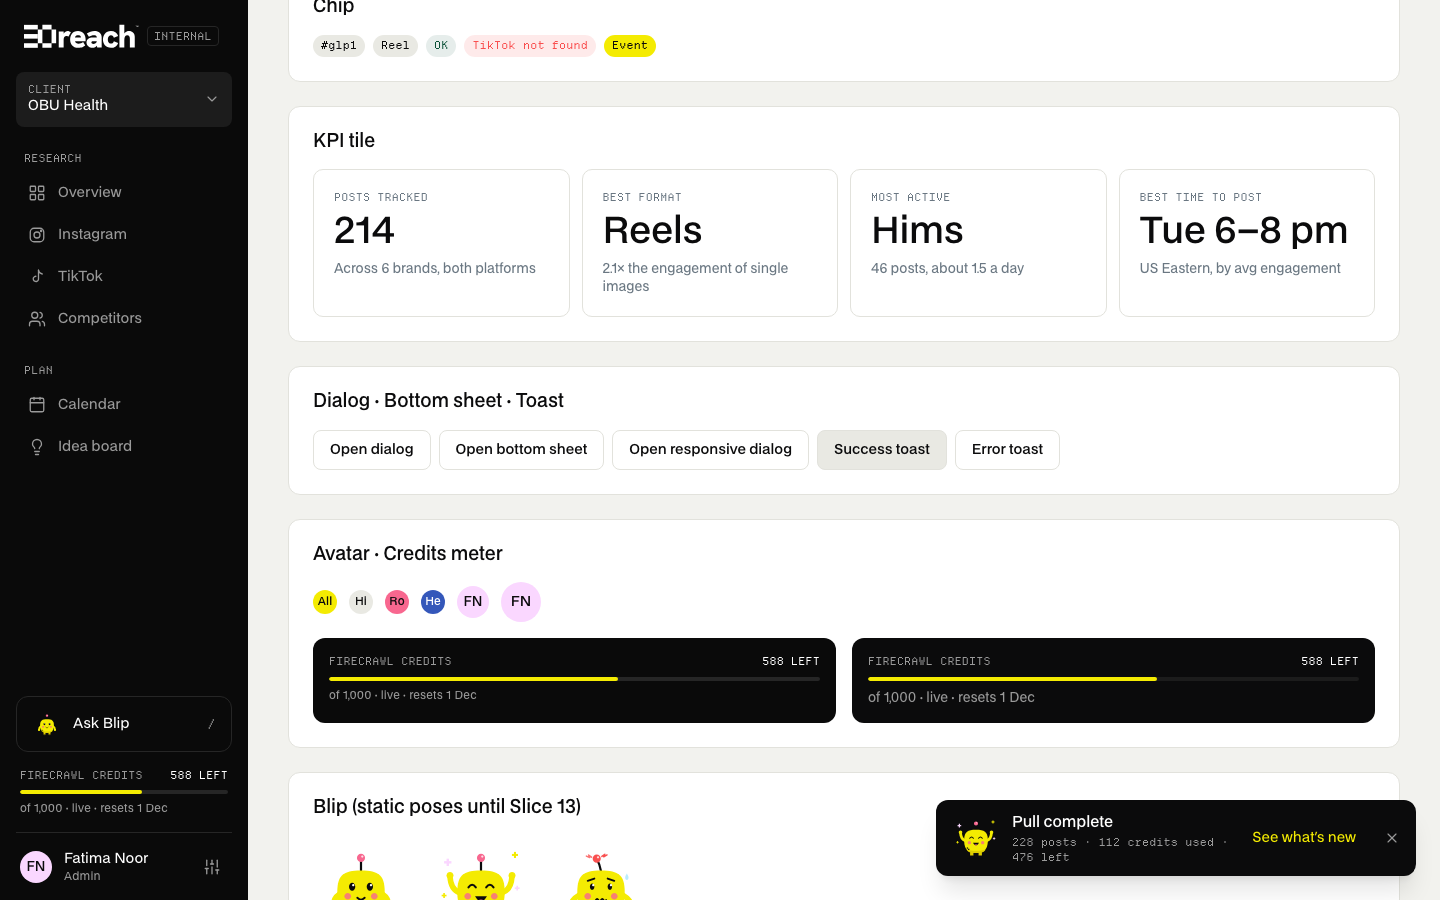 reach INTERNAL
CLIENT
OBU Health
RESEARCH
Overview
Instagram
TikTok
Competitors
PLAN
Calendar
Idea board
Ask Blip /
FIRECRAWL CREDITS 588 LEFT
of 1,000 · live · resets 1 Dec
FN Fatima Noor
Admin
Chip
#glp1 Reel OK TikTok not found Event
KPI tile
POSTS TRACKED
214
Across 6 brands, both platforms
BEST FORMAT
Reels
2.1× the engagement of single
images
MOST ACTIVE
Hims
46 posts, about 1.5 a day
BEST TIME TO POST
Tue 6–8 pm
US Eastern, by avg engagement
Dialog · Bottom sheet · Toast
Open dialog Open bottom sheet Open responsive dialog Success toast Error toast
Avatar · Credits meter
All Hi Ro He FN FN
FIRECRAWL CREDITS 588 LEFT
of 1,000 · live · resets 1 Dec
FIRECRAWL CREDITS 588 LEFT
of 1,000 · live · resets 1 Dec
Blip (static poses until Slice 13)
Pull complete
228 posts · 112 credits used ·
476 left
See what's new